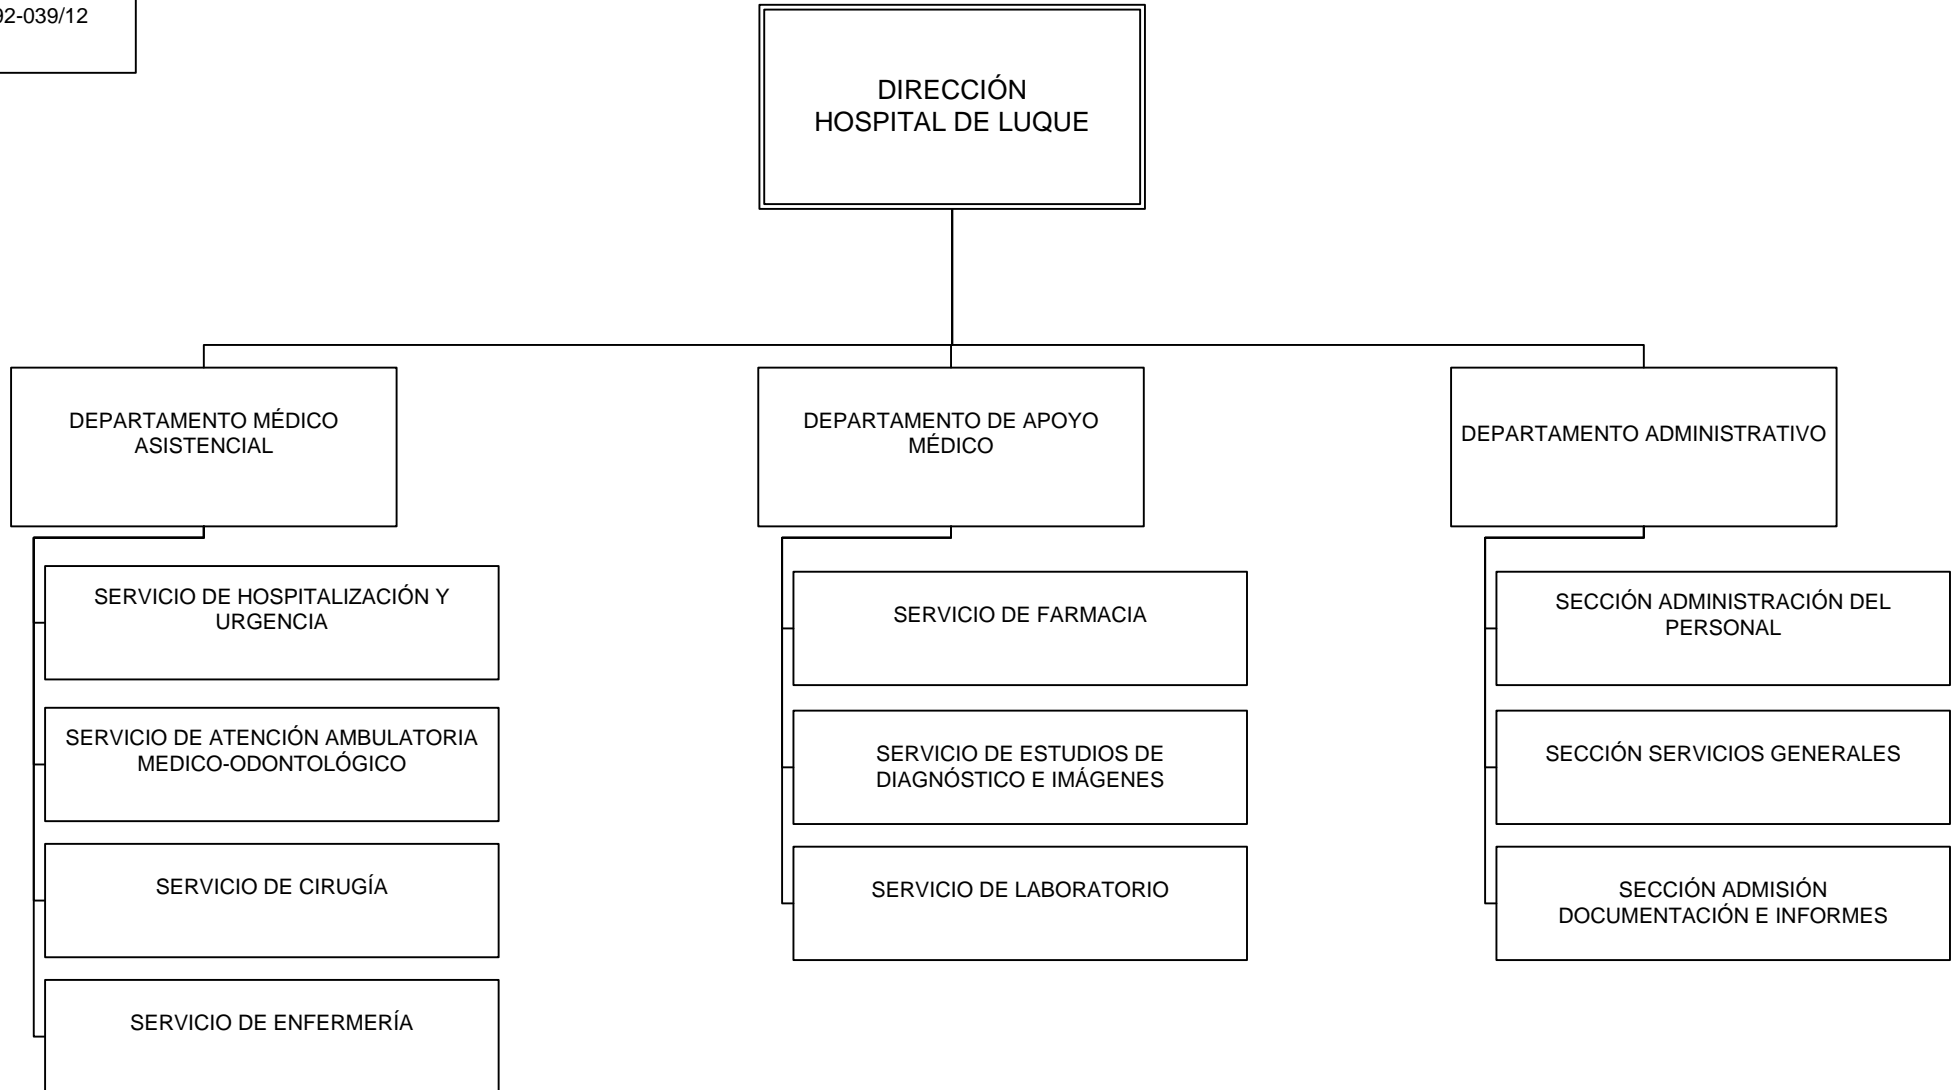 92-039/12
DIRECCIÓN
HOSPITAL DE LUQUE
DEPARTAMENTO MÉDICO
ASISTENCIAL
SERVICIO DE HOSPITALIZACIÓN Y
URGENCIA
SERVICIO DE ATENCIÓN AMBULATORIA
MEDICO-ODONTOLÓGICO
SERVICIO DE CIRUGÍA
SERVICIO DE ENFERMERÍA
DEPARTAMENTO DE APOYO
MÉDICO
SERVICIO DE FARMACIA
SERVICIO DE ESTUDIOS DE
DIAGNÓSTICO E IMÁGENES
SERVICIO DE LABORATORIO
DEPARTAMENTO ADMINISTRATIVO
SECCIÓN ADMINISTRACIÓN DEL
PERSONAL
SECCIÓN SERVICIOS GENERALES
SECCIÓN ADMISIÓN
DOCUMENTACIÓN E INFORMES